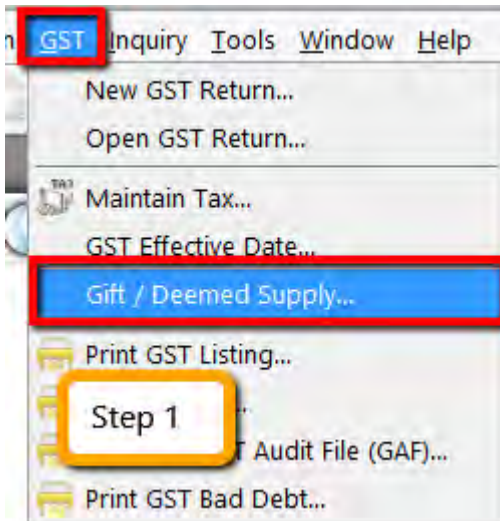 GST Inquiry Tools Window Help
New GST Return...
Open GST Return...
TAX
Maintain Tax...
GST Effective Date...
Gift / Deemed Supply...
Print GST Listing...
Step 1
Audit File (GAF)...
Print GST Bad Debt...